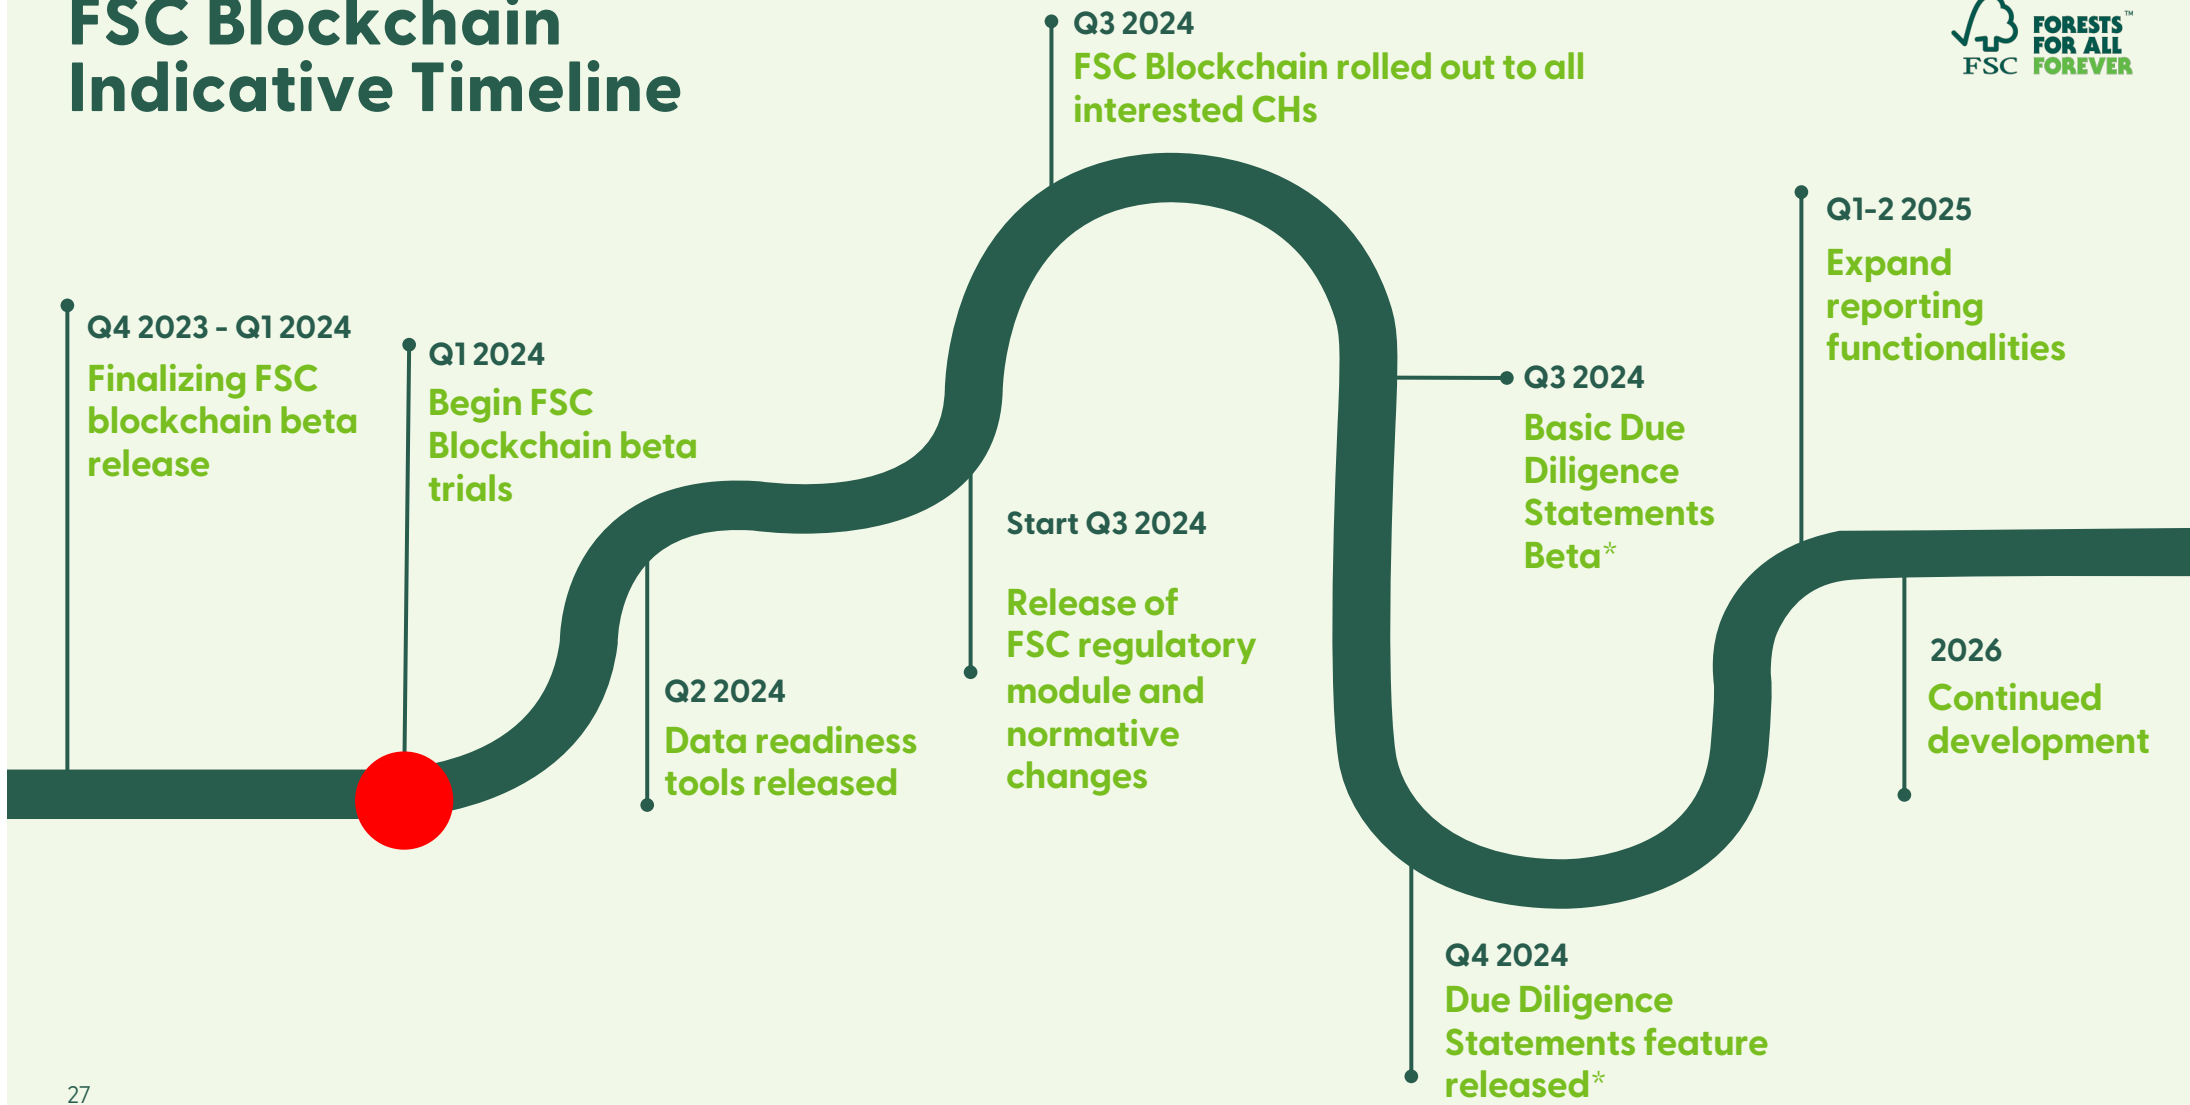 FSC Blockchain
Indicative Timeline
Q3 2024
FSC Blockchain rolled out to all
interested CHs
FSC
FORESTS™
FOR ALL
FOREVER
Q4 2023 - Q1 2024
Finalizing FSC
blockchain beta
release
Q1 2024
Begin FSC
Blockchain beta
trials
Q2 2024
Data readiness
tools released
Start Q3 2024
Release of
FSC regulatory
module and
normative
changes
Q3 2024
Basic Due
Diligence
Statements
Beta*
Q4 2024
Due Diligence
Statements feature
released*
Q1-2 2025
Expand
reporting
functionalities
2026
Continued
development
27